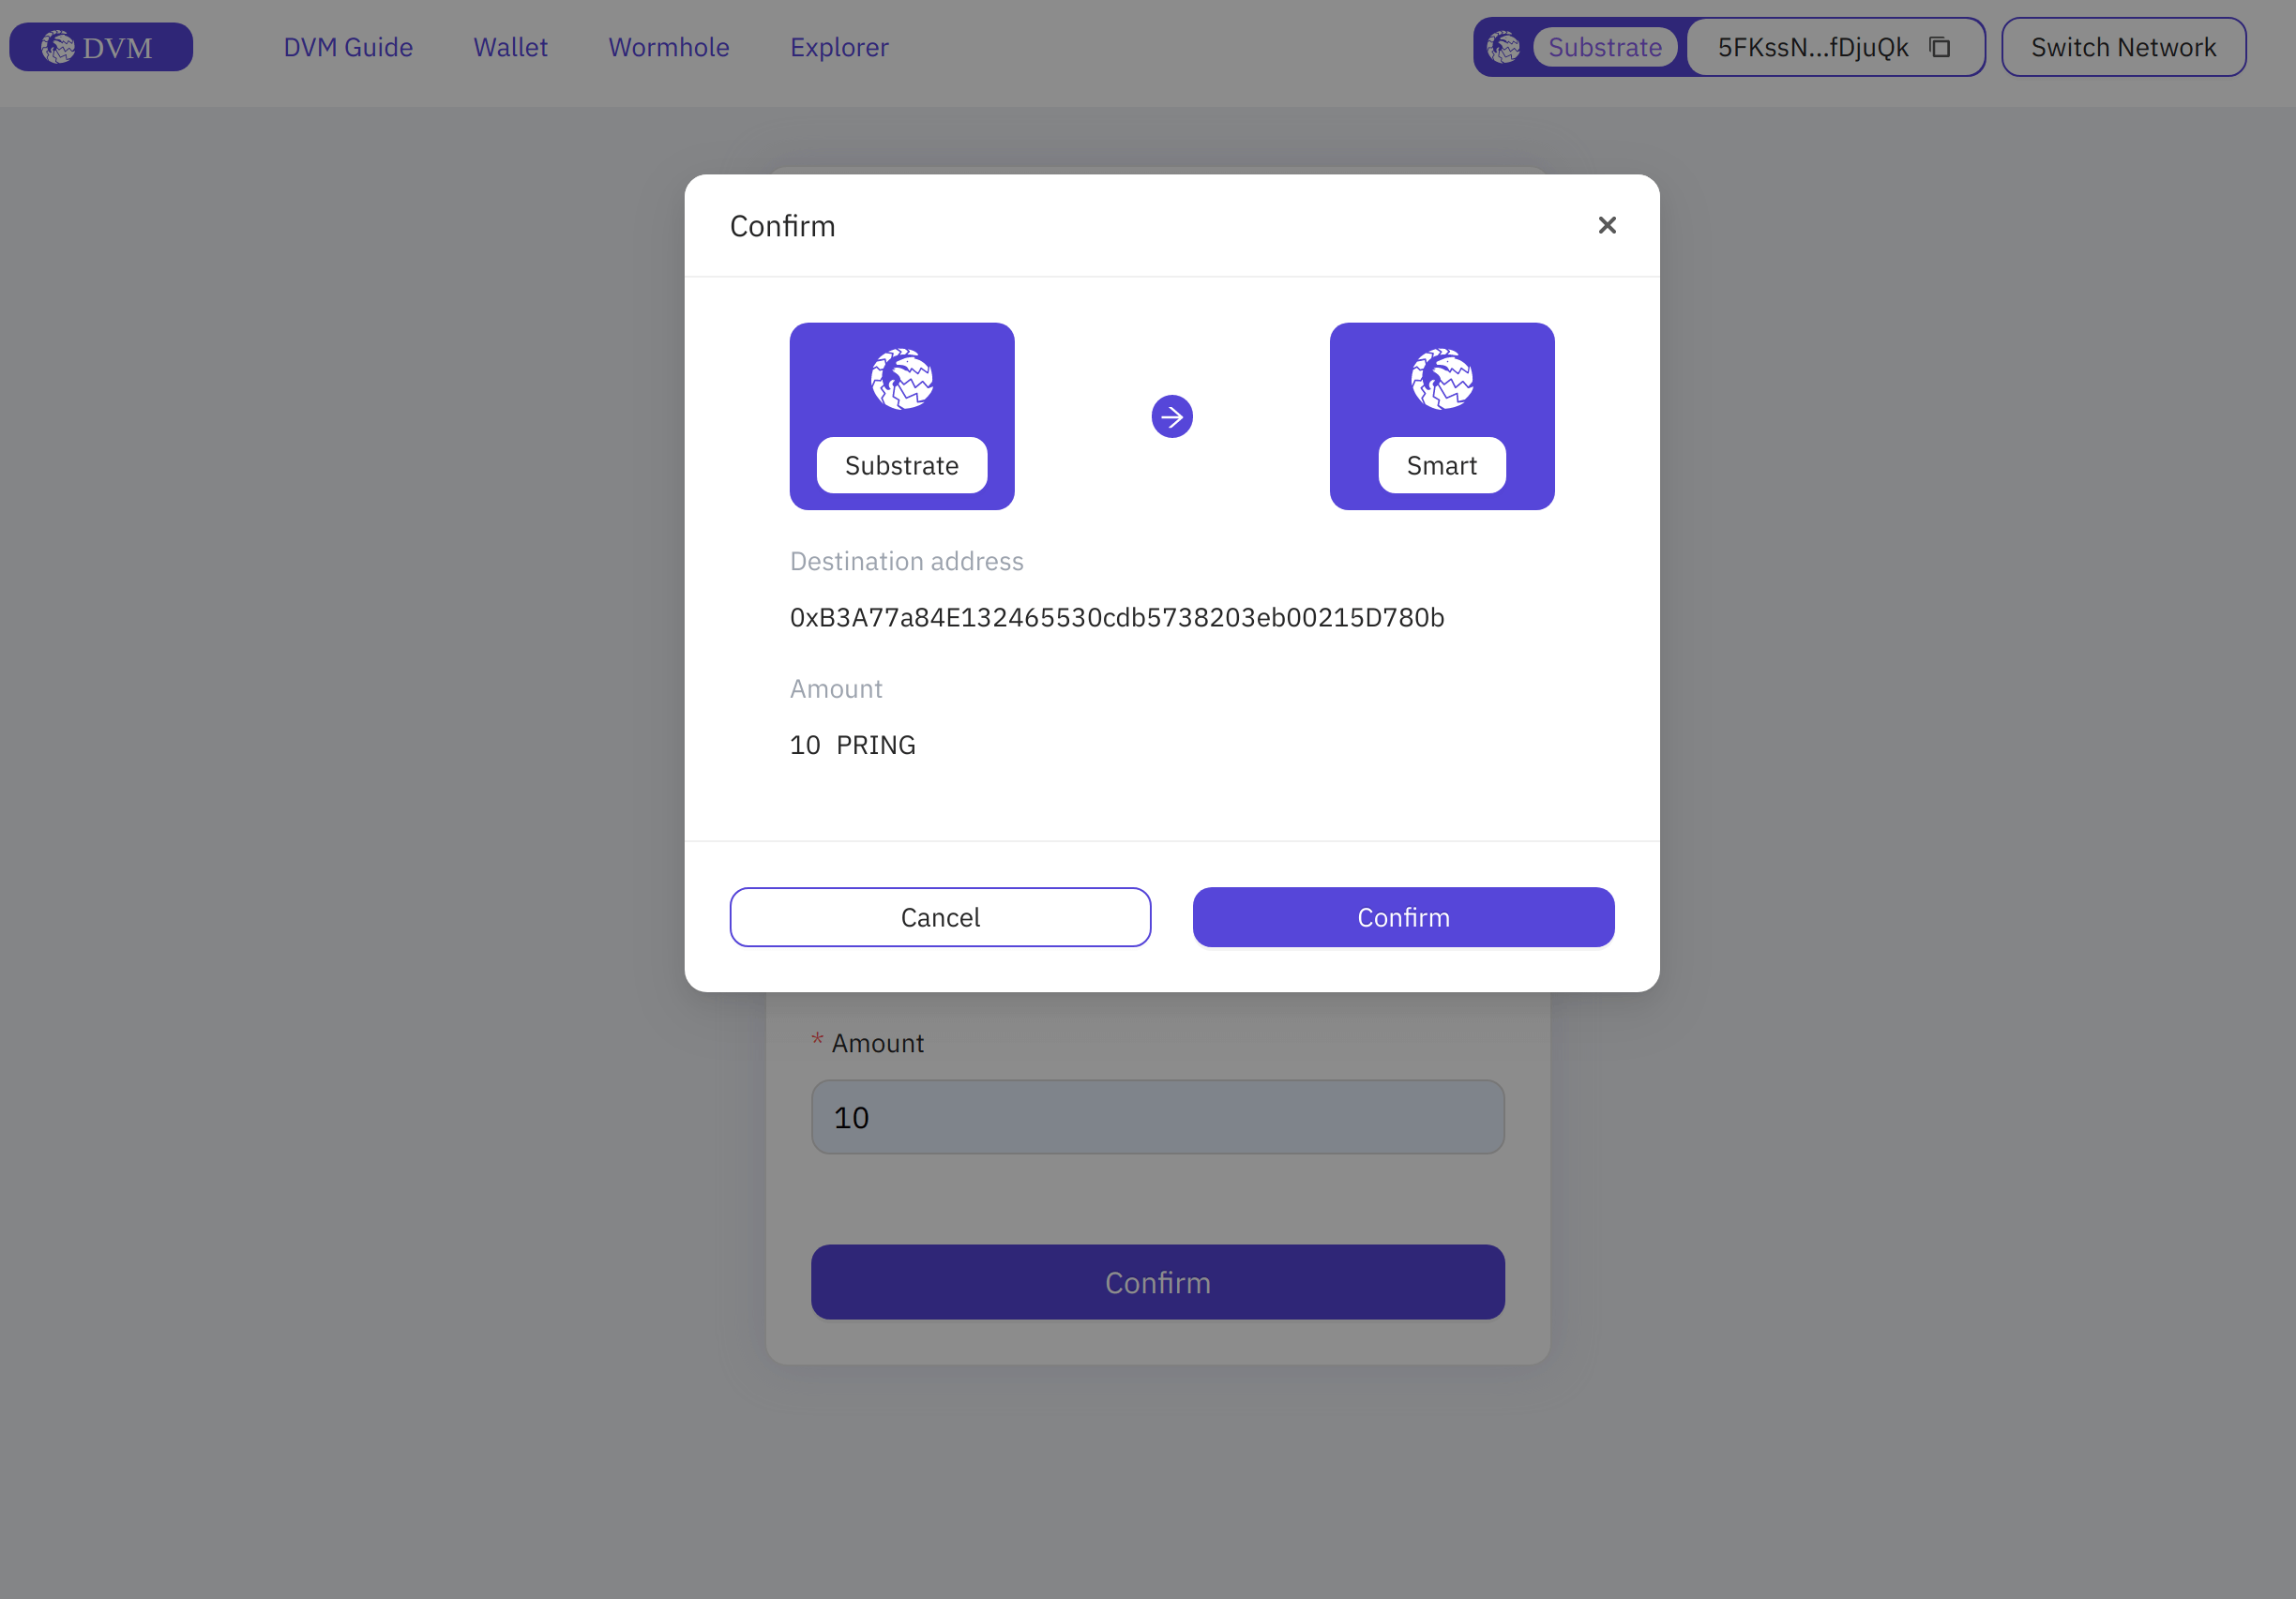 DVM
DVM Guide
Wallet
Wormhole
Explorer
Substrate
5FKssN...fDjuQk
Switch Network
Confirm
Substrate
Smart
Destination address
0xB3A77a84E132465530cdb5738203eb00215D780b
Amount
10 PRING
Cancel
Confirm
* Amount
10
Confirm